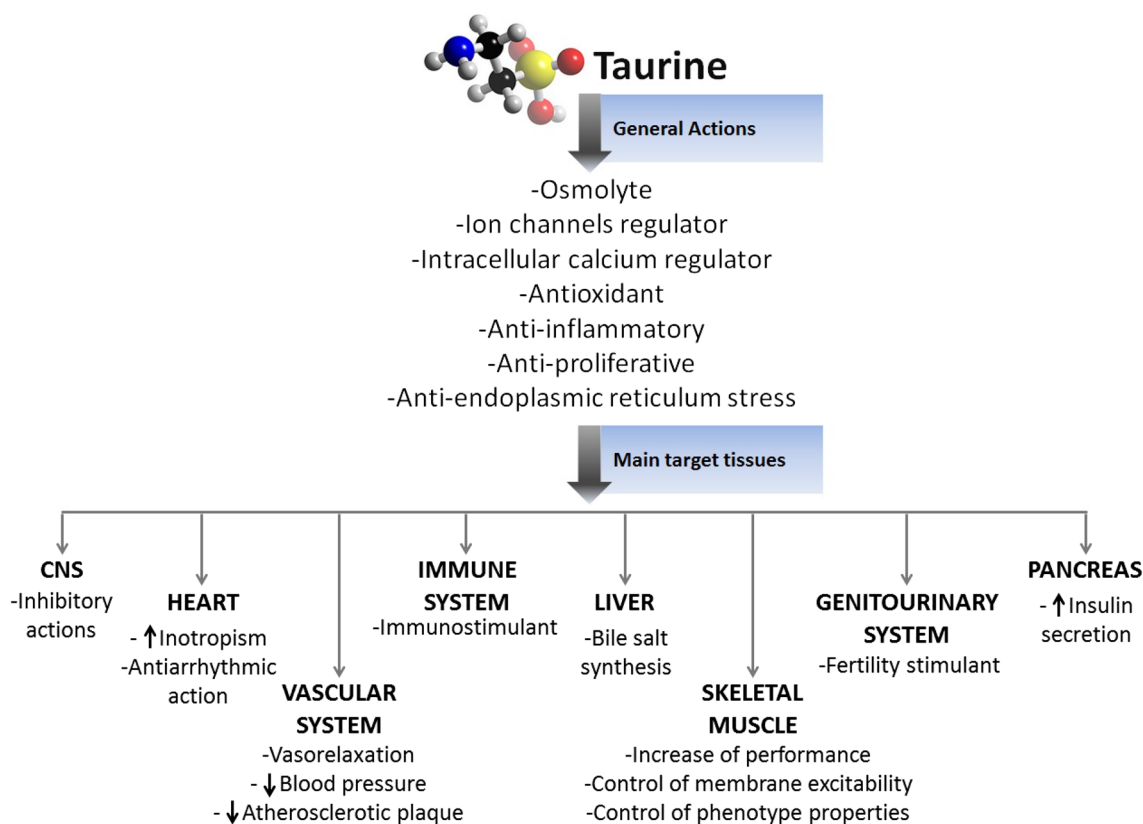 Taurine
General Actions
-Osmolyte
-Ion channels regulator
-Intracellular calcium regulator
-Antioxidant
-Anti-inflammatory
-Anti-proliferative
-Anti-endoplasmic reticulum stress
Main target tissues
CNS
-Inhibitory
actions
HEART
- ↑Inotropism
-Antiarrhythmic
action
VASCULAR
SYSTEM
-Vasorelaxation
- ↓Blood pressure
- ↓Atherosclerotic plaque
IMMUNE
SYSTEM
-Immunostimulant
LIVER
-Bile salt
synthesis
SKELETAL
MUSCLE
-Increase of performance
-Control of membrane excitability
-Control of phenotype properties
GENITOURINARY
SYSTEM
-Fertility stimulant
PANCREAS
- ↑Insulin
secretion